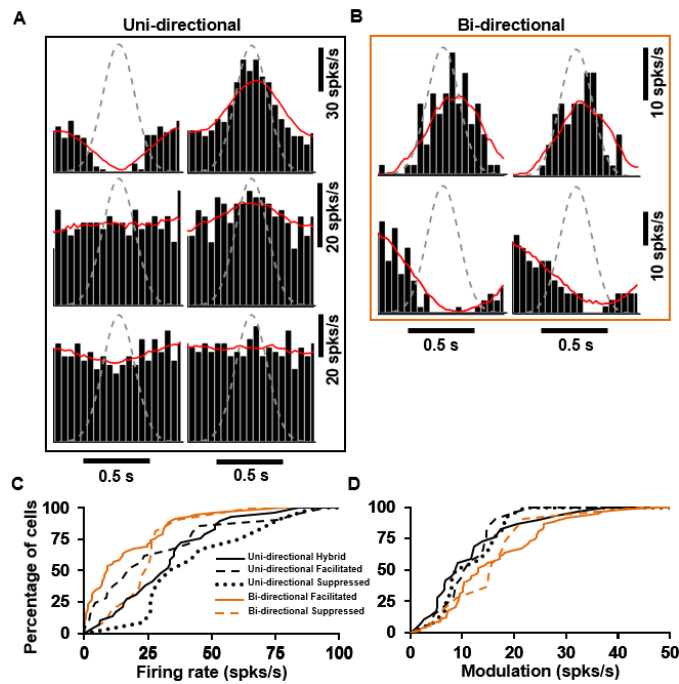 A
Uni-directional
B
Bi-directional
30 spks/s
20 spks/s
20 spks/s
10 spks/s
10 spks/s
0.5 s
0.5 s
0.5 s
0.5 s
C
D
Percentage of cells
100
75
50
25
0
Uni-directional Hybrid
Uni-directional Facilitated
Uni-directional Suppressed
Bi-directional Facilitated
Bi-directional Suppressed
0 25 50 75 100
Firing rate (spks/s)
100
75
50
25
0
0 10 20 30 40 50
Modulation (spks/s)